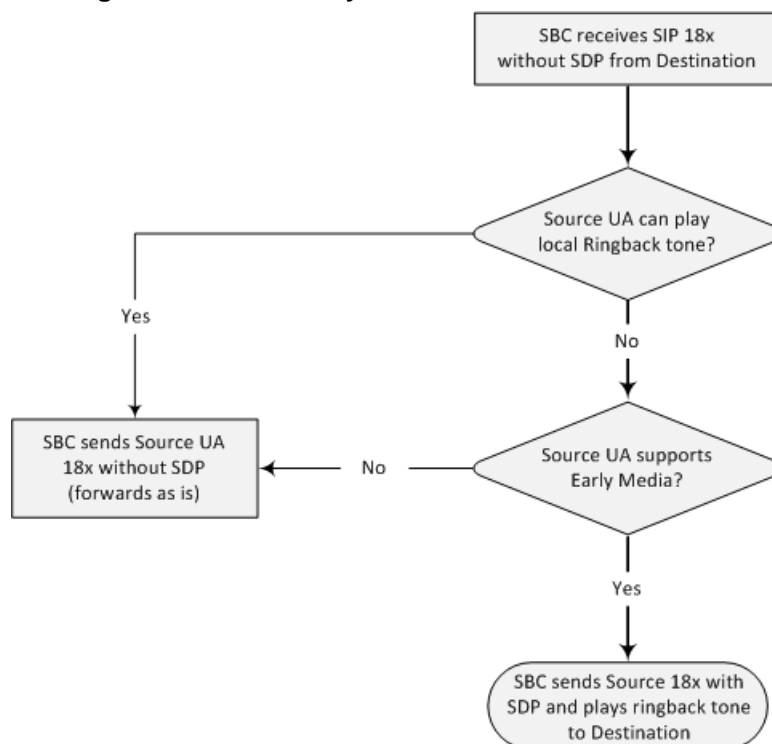 SBC receives SIP 18x
without SDP from Destination
Source UA can play
local Ringback tone?
Yes
No
SBC sends Source UA
18x without SDP
(forwards as is)
No
Source UA supports
Early Media?
Yes
SBC sends Source 18x with
SDP and plays ringback tone
to Destination